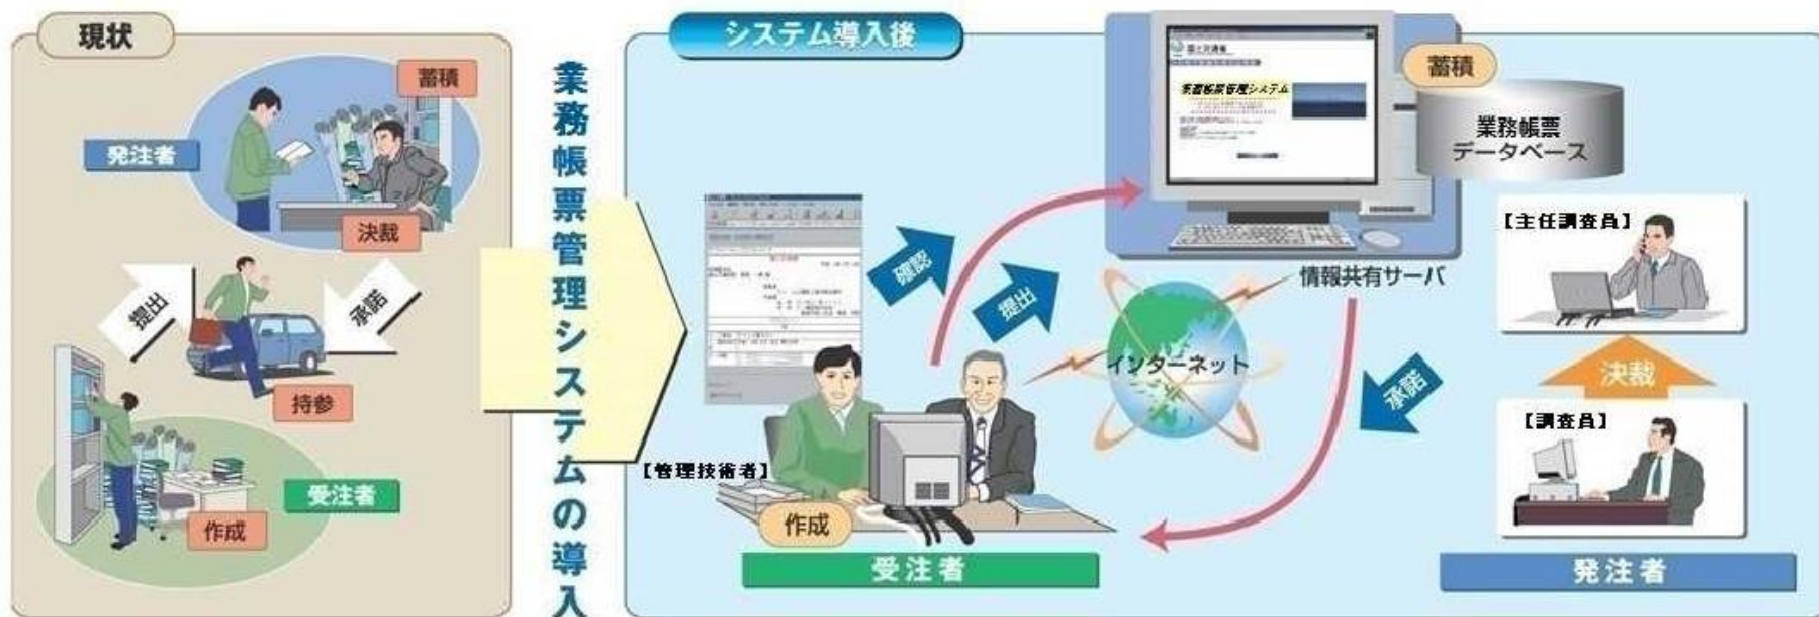 現状
蓄積
発注者
決裁
提出
承諾
持参
受注者
作成
業務帳票管理システムの導入
システム導入後
国土交通省
業務帳票管理システム
蓄積
業務帳票
データベース
確認
提出
情報共有サーバ
インターネット
承諾
【主任調査員】
決裁
【調査員】
【管理技術者】
作成
受注者
発注者